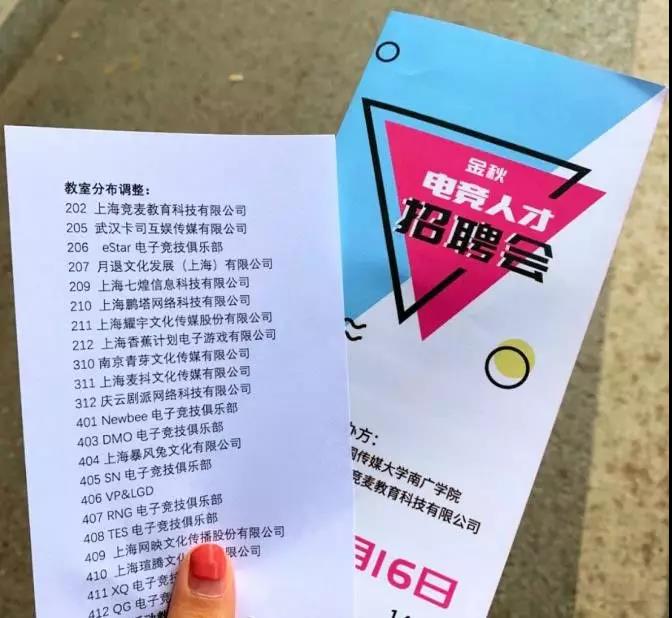 教室分布调整：
202 上海竞麦教育科技有限公司
205 武汉卡司互娱传媒有限公司
206 eStar 电子竞技俱乐部
207 月退文化发展（上海）有限公司
209 上海七煌信息科技有限公司
210 上海鹏塔网络科技有限公司
211 上海耀宇文化传媒股份有限公司
212 上海香蕉计划电子游戏有限公司
310 南京青芽文化传媒有限公司
311 上海麦抖文化传媒有限公司
312 庆云剧派网络科技有限公司
401 Newbee 电子竞技俱乐部
403 DMO 电子竞技俱乐部
404 上海暴风兔文化有限公司
405 SN 电子竞技俱乐部
406 VP&LGD
407 RNG 电子竞技俱乐部
408 TES 电子竞技俱乐部
409 上海网映文化传播股份有限公司
410 上海瑄腾文 有限公司
411 XQ 电子竞
412 QG 电子竞
金秋
电竞人才
招聘会
办方：
传媒大学南广学院
竞麦教育科技有限公司
月16日